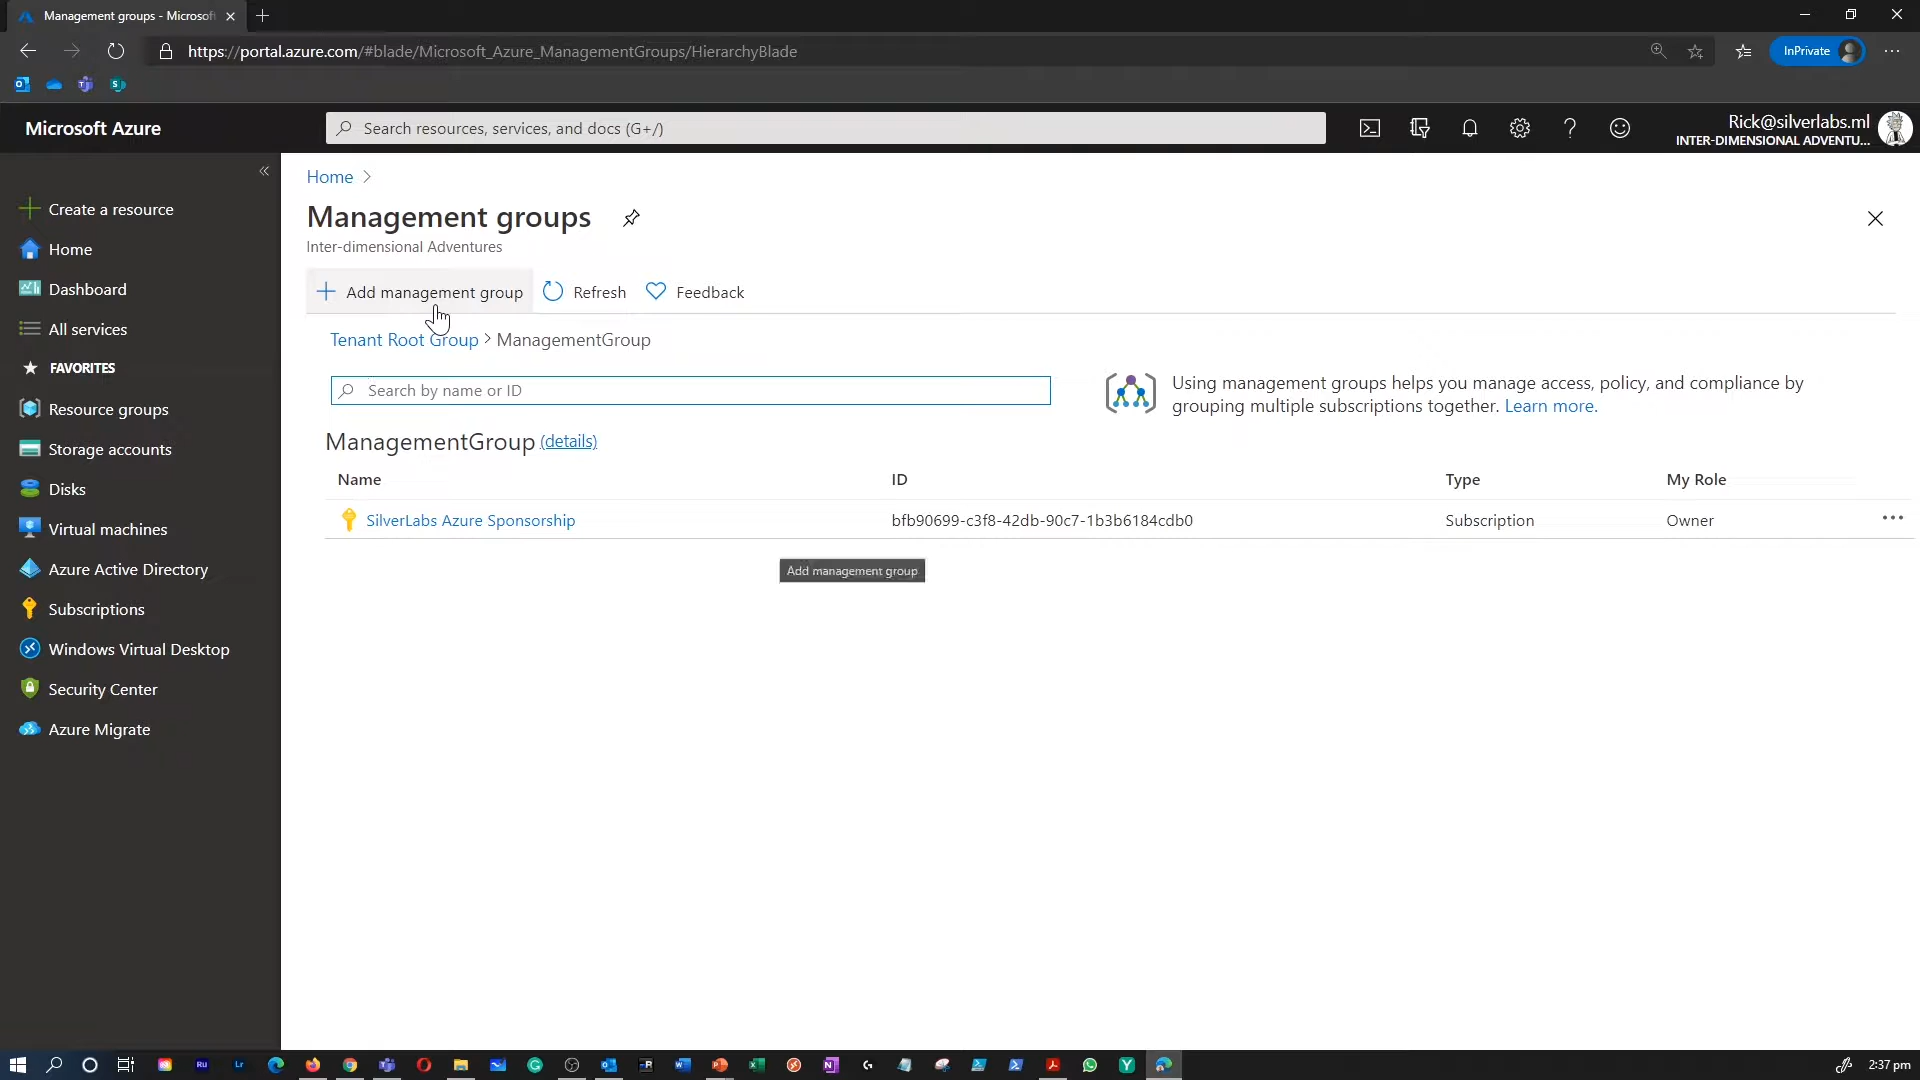 Management groups - Microsoft
https://portal.azure.com/#blade/Microsoft_Azure_ManagementGroups/HierarchyBlade
InPrivate
Microsoft Azure
Search resources, services, and docs (G+/)
Rick@silverlabs.ml
INTER-DIMENSIONAL ADVENTU...
Create a resource
Home
Dashboard
All services
FAVORITES
Resource groups
Storage accounts
Disks
Virtual machines
Azure Active Directory
Subscriptions
Windows Virtual Desktop
Security Center
Azure Migrate
Home
Management groups
Inter-dimensional Adventures
Add management group
Refresh
Feedback
Tenant Root Group > ManagementGroup
Search by name or ID
Using management groups helps you manage access, policy, and compliance by
grouping multiple subscriptions together. Learn more.
ManagementGroup (details)
Name ID Type My Role
SilverLabs Azure Sponsorship bfb90699-c3f8-42db-90c7-1b3b6184cdb0 Subscription Owner
Add management group
Ru
Lr
2:37 pm